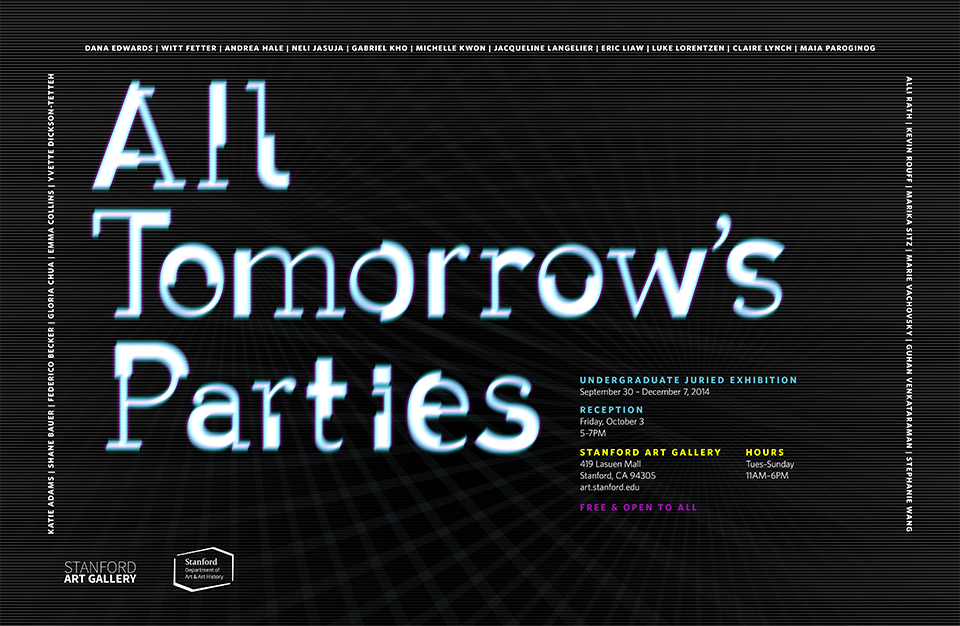 DANA EDWARDS | WITT FETTER | ANDREA HALE | NELI JASUJA | GABRIEL KHO | MICHELLE KWON | JACQUELINE LANGELIER | ERIC LIAW | LUKE LORENTZEN | CLAIRE LYNCH | MAIA PAROGINOG
KATIE ADAMS | SHANE BAUER | FEDERICO BECKER | GLORIA CHUA | EMMA COLLINS | YVETTE DICKSON-TETTEH
ALLI RATH | KEVIN ROUFF | MARIKA SITZ | MARIE VACHOVSKY | GUHAN VENKATARAMAN | STEPHANIE WANG
All
Tomorrow's
Parties
UNDERGRADUATE JURIED EXHIBITION
September 30 – December 7, 2014
RECEPTION
Friday, October 3
5-7PM
STANFORD ART GALLERY
419 Lasuen Mall
Stanford, CA 94305
art.stanford.edu
HOURS
Tues-Sunday
11AM–6PM
FREE & OPEN TO ALL
STANFORD
ART GALLERY
Stanford
Department of
Art & Art History